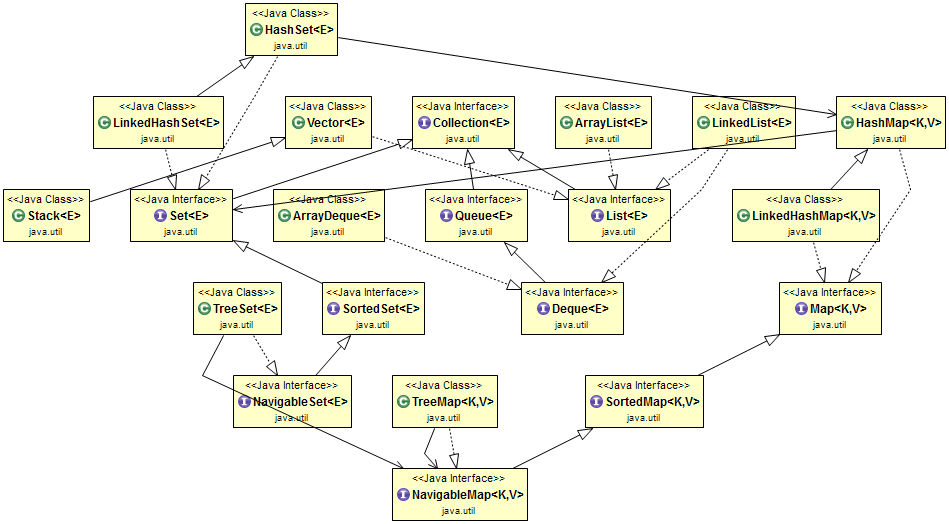 <<Java Class>>
HashSet<E>
java.util
<<Java Class>>
LinkedHashSet<E>
java.util
<<Java Class>>
Vector<E>
java.util
<<Java Interface>>
Collection<E>
java.util
<<Java Class>>
ArrayList<E>
java.util
<<Java Class>>
LinkedList<E>
java.util
<<Java Class>>
HashMap<K,V>
java.util
<<Java Class>>
Stack<E>
java.util
<<Java Interface>>
Set<E>
java.util
<<Java Class>>
ArrayDeque<E>
java.util
<<Java Interface>>
Queue<E>
java.util
<<Java Interface>>
List<E>
java.util
<<Java Class>>
LinkedHashMap<K,V>
java.util
<<Java Class>>
TreeSet<E>
java.util
<<Java Interface>>
SortedSet<E>
java.util
<<Java Interface>>
Deque<E>
java.util
<<Java Interface>>
Map<K,V>
java.util
<<Java Interface>>
NavigableSet<E>
java.util
<<Java Class>>
TreeMap<K,V>
java.util
<<Java Interface>>
SortedMap<K,V>
java.util
<<Java Interface>>
NavigableMap<K,V>
java.util